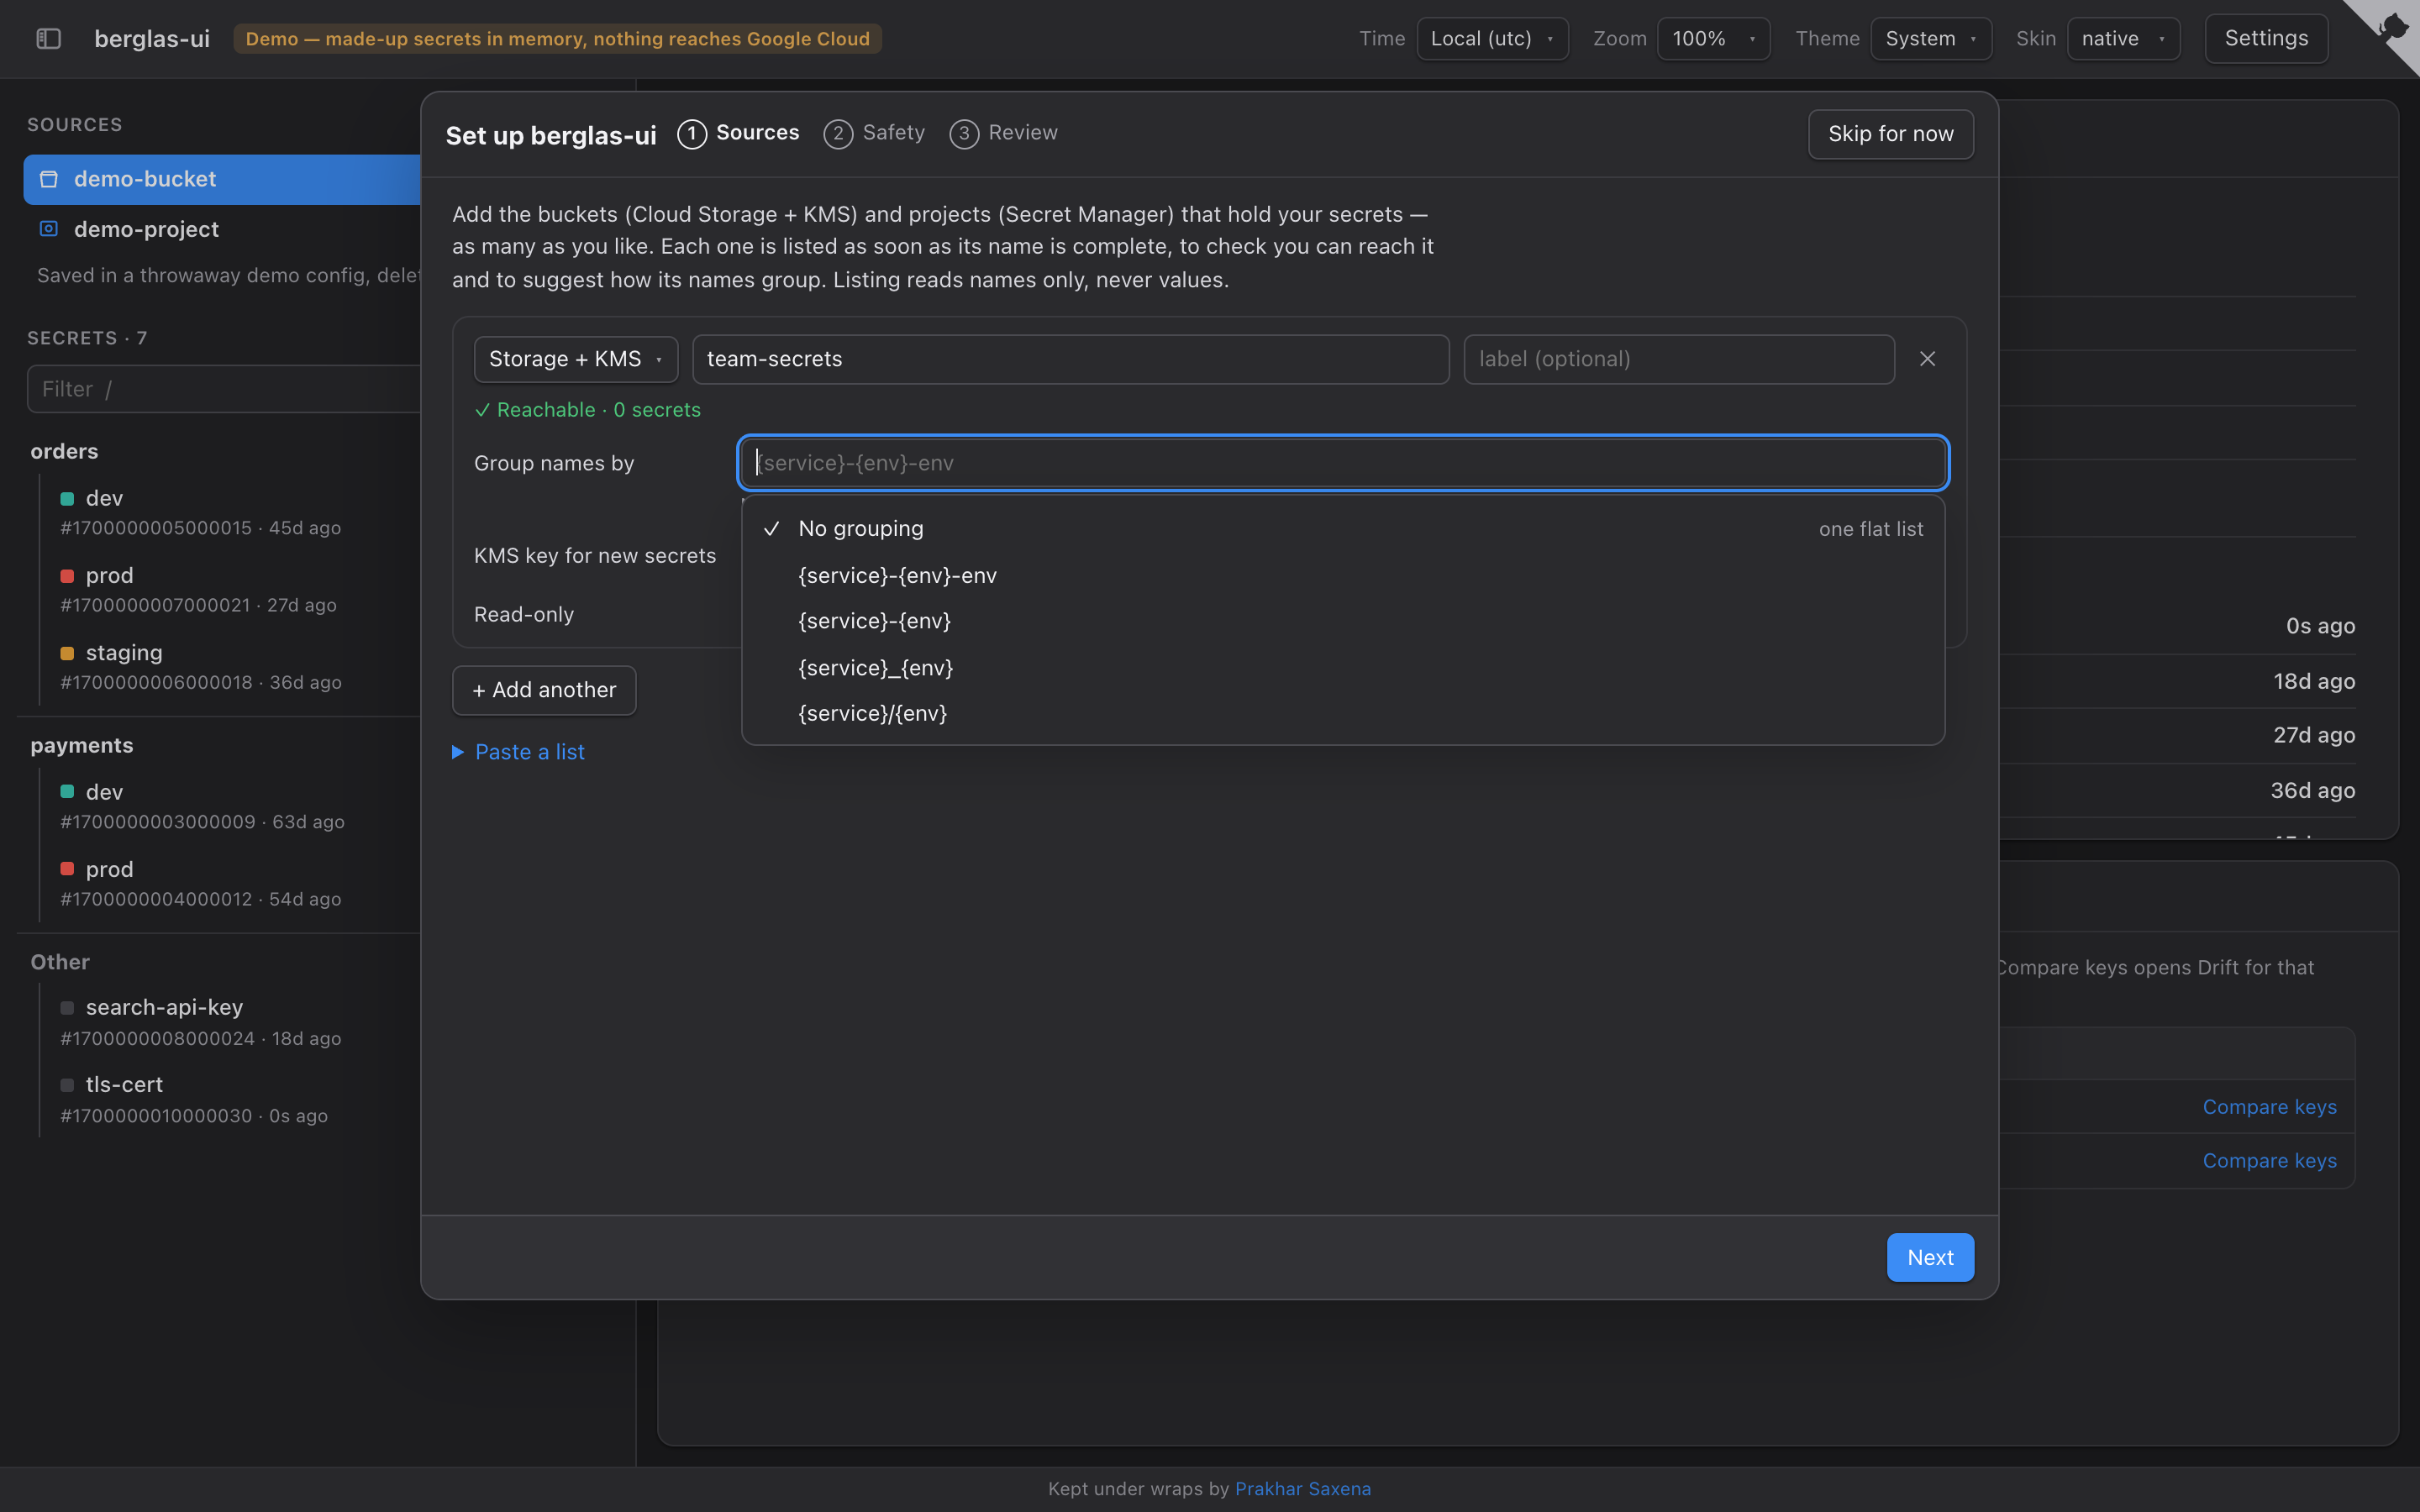 berglas-ui
Demo — made-up secrets in memory, nothing reaches Google Cloud
Time Local (utc) Zoom 100% Theme System Skin native Settings
SOURCES
demo-bucket
demo-project
Saved in a throwaway demo config,
SECRETS · 7
Filter /
orders
dev
#1700000005000015 · 45d ago
prod
#1700000007000021 · 27d ago
staging
#1700000006000018 · 36d ago
payments
dev
#1700000003000009 · 63d ago
prod
#1700000004000012 · 54d ago
Other
search-api-key
#1700000008000024 · 18d ago
tls-cert
#1700000010000030 · 0s ago
Set up berglas-ui 1 Sources 2 Safety 3 Review
Skip for now
Add the buckets (Cloud Storage + KMS) and projects (Secret Manager) that hold your secrets —
as many as you like. Each one is listed as soon as its name is complete, to check you can reach it
and to suggest how its names group. Listing reads names only, never values.
Storage + KMS team-secrets label (optional)
✓ Reachable · 0 secrets
Group names by {service}-{env}-env
✓ No grouping one flat list
{service}-{env}-env
{service}-{env}
{service}_{env}
{service}/{env}
KMS key for new secrets
Read-only
+ Add another
Paste a list
Next
0s ago
18d ago
27d ago
36d ago
Compare keys opens Drift for that
Compare keys
Compare keys
Kept under wraps by Prakhar Saxena